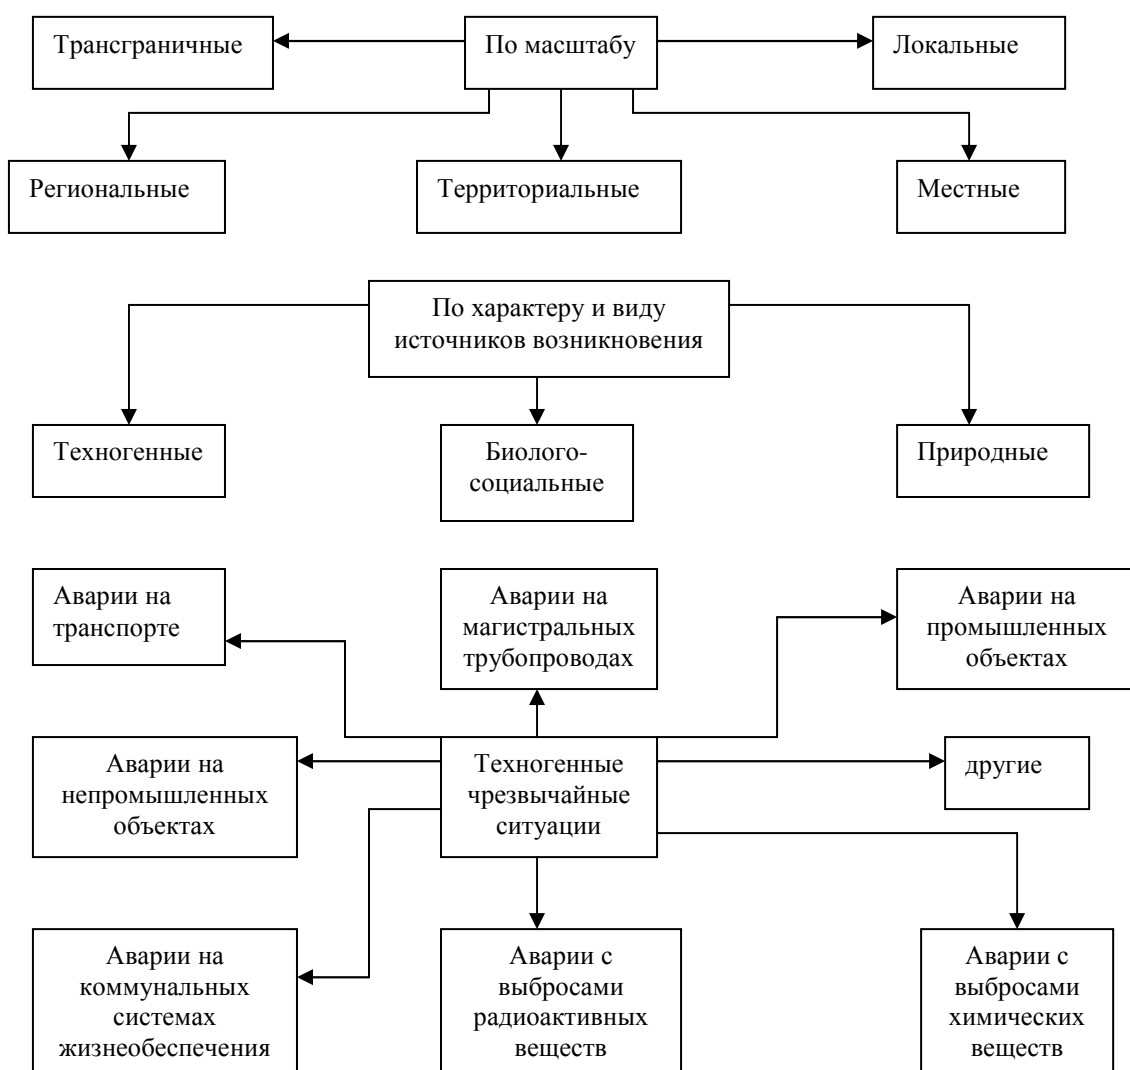 Трансграничные
По масштабу
Локальные
Региональные
Территориальные
Местные
По характеру и виду
источников возникновения
Техногенные
Биолого-
социальные
Природные
Аварии на
транспорте
Аварии на
магистральных
трубопроводах
Аварии на
промышленных
объектах
Аварии на
непромышленных
объектах
Техногенные
чрезвычайные
ситуации
другие
Аварии на
коммунальных
системах
жизнеобеспечения
Аварии с
выбросами
радиоактивных
веществ
Аварии с
выбросами
химических
веществ